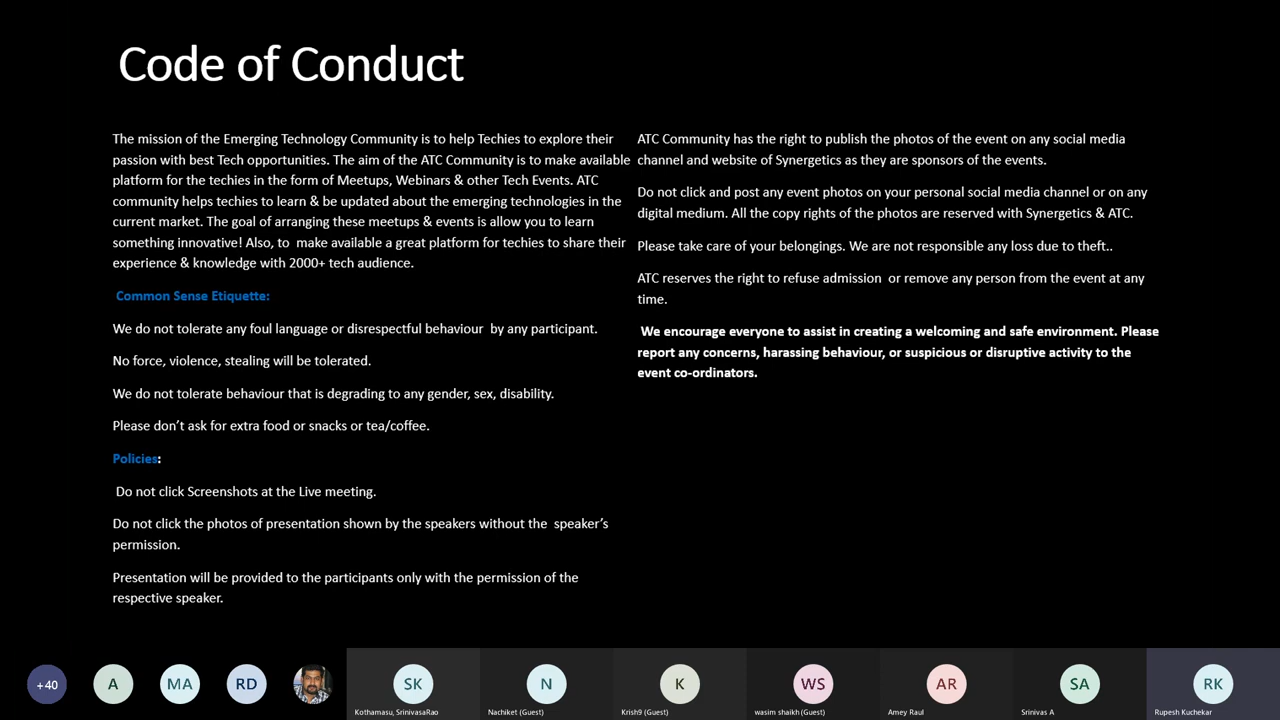 Code of Conduct
The mission of the Emerging Technology Community is to help Techies to explore their
passion with best Tech opportunities. The aim of the ATC Community is to make available
platform for the techies in the form of Meetups, Webinars & other Tech Events. ATC
community helps techies to learn & be updated about the emerging technologies in the
current market. The goal of arranging these meetups & events is allow you to learn
something innovative! Also, to make available a great platform for techies to share their
experience & knowledge with 2000+ tech audience.
Common Sense Etiquette:
We do not tolerate any foul language or disrespectful behaviour by any participant.
No force, violence, stealing will be tolerated.
We do not tolerate behaviour that is degrading to any gender, sex, disability.
Please don't ask for extra food or snacks or tea/coffee.
Policies:
Do not click Screenshots at the Live meeting.
Do not click the photos of presentation shown by the speakers without the speaker's
permission.
Presentation will be provided to the participants only with the permission of the
respective speaker.
ATC Community has the right to publish the photos of the event on any social media
channel and website of Synergetics as they are sponsors of the events.
Do not click and post any event photos on your personal social media channel or on any
digital medium. All the copy rights of the photos are reserved with Synergetics & ATC.
Please take care of your belongings. We are not responsible any loss due to theft..
ATC reserves the right to refuse admission or remove any person from the event at any
time.
We encourage everyone to assist in creating a welcoming and safe environment. Please
report any concerns, harassing behaviour, or suspicious or disruptive activity to the
event co-ordinators.
+40
A
MA
RD
SK
Kothamasu, SrinivasaRao
N
Nachiket (Guest)
K
Krish9 (Guest)
WS
wasim shaikh (Guest)
AR
Amey Raul
SA
Srinivas A
RK
Rupesh Kuchekar